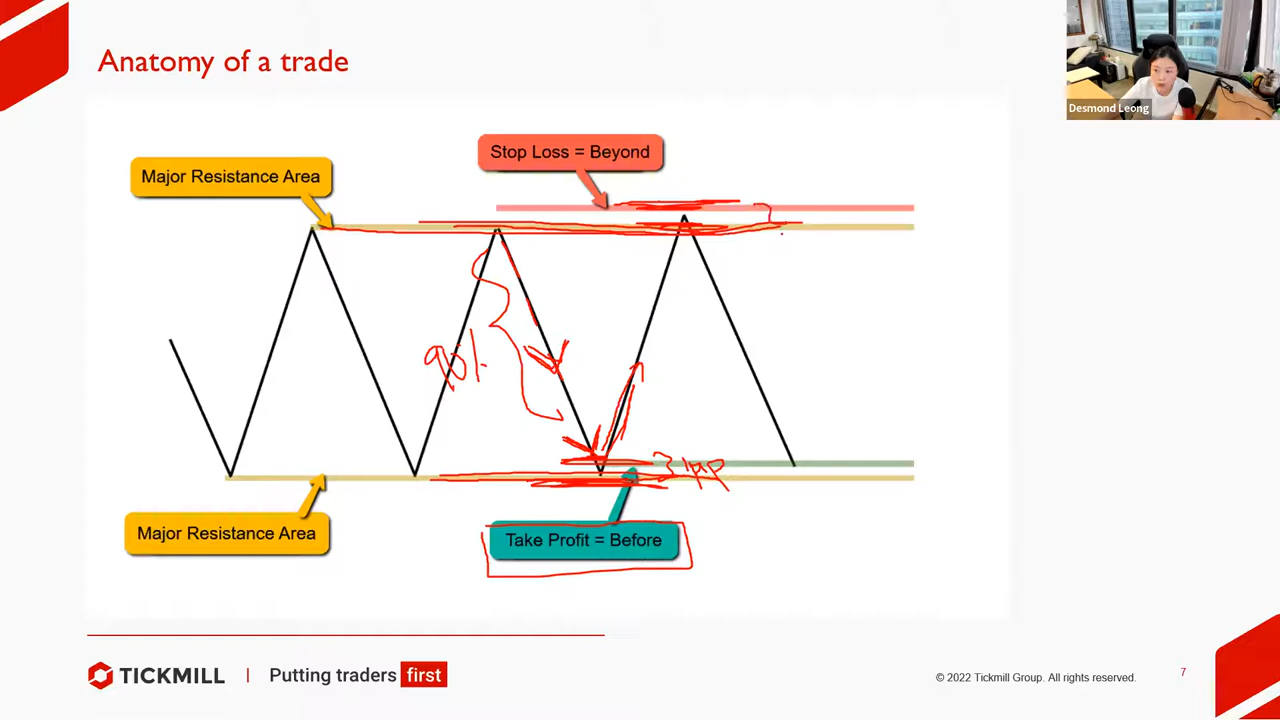 Anatomy of a trade
Desmond Leong
Stop Loss = Beyond
Major Resistance Area
90%
Major Resistance Area
Take Profit = Before
TICKMILL
Putting traders first
© 2022 Tickmill Group. All rights reserved.
7